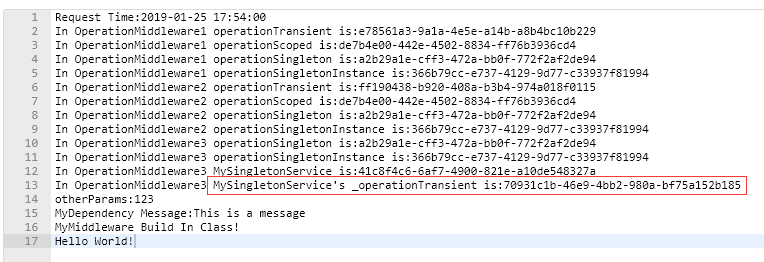 1 Request Time:2019-01-25 17:54:00
2 In OperationMiddleware1 operationTransient is:e78561a3-9a1a-4e5e-a14b-a8b4bc10b229
3 In OperationMiddleware1 operationScoped is:de7b4e00-442e-4502-8834-ff76b3936cd4
4 In OperationMiddleware1 operationSingleton is:a2b29a1e-cff3-472a-bb0f-772f2af2de94
5 In OperationMiddleware1 operationSingletonInstance is:366b79cc-e737-4129-9d77-c33937f81994
6 In OperationMiddleware2 operationTransient is:ff190438-b920-408a-b3b4-974a018f0115
7 In OperationMiddleware2 operationScoped is:de7b4e00-442e-4502-8834-ff76b3936cd4
8 In OperationMiddleware2 operationSingleton is:a2b29a1e-cff3-472a-bb0f-772f2af2de94
9 In OperationMiddleware2 operationSingletonInstance is:366b79cc-e737-4129-9d77-c33937f81994
10 In OperationMiddleware3 operationSingleton is:a2b29a1e-cff3-472a-bb0f-772f2af2de94
11 In OperationMiddleware3 operationSingletonInstance is:366b79cc-e737-4129-9d77-c33937f81994
12 In OperationMiddleware3 MySingletonService is:41c8f4c6-6af7-4900-821e-a10de548327a
13 In OperationMiddleware3 MySingletonService's _operationTransient is:70931c1b-46e9-4bb2-980a-bf75a152b185
14 otherParams:123
15 MyDependency Message:This is a message
16 MyMiddleware Build In Class!
17 Hello World!